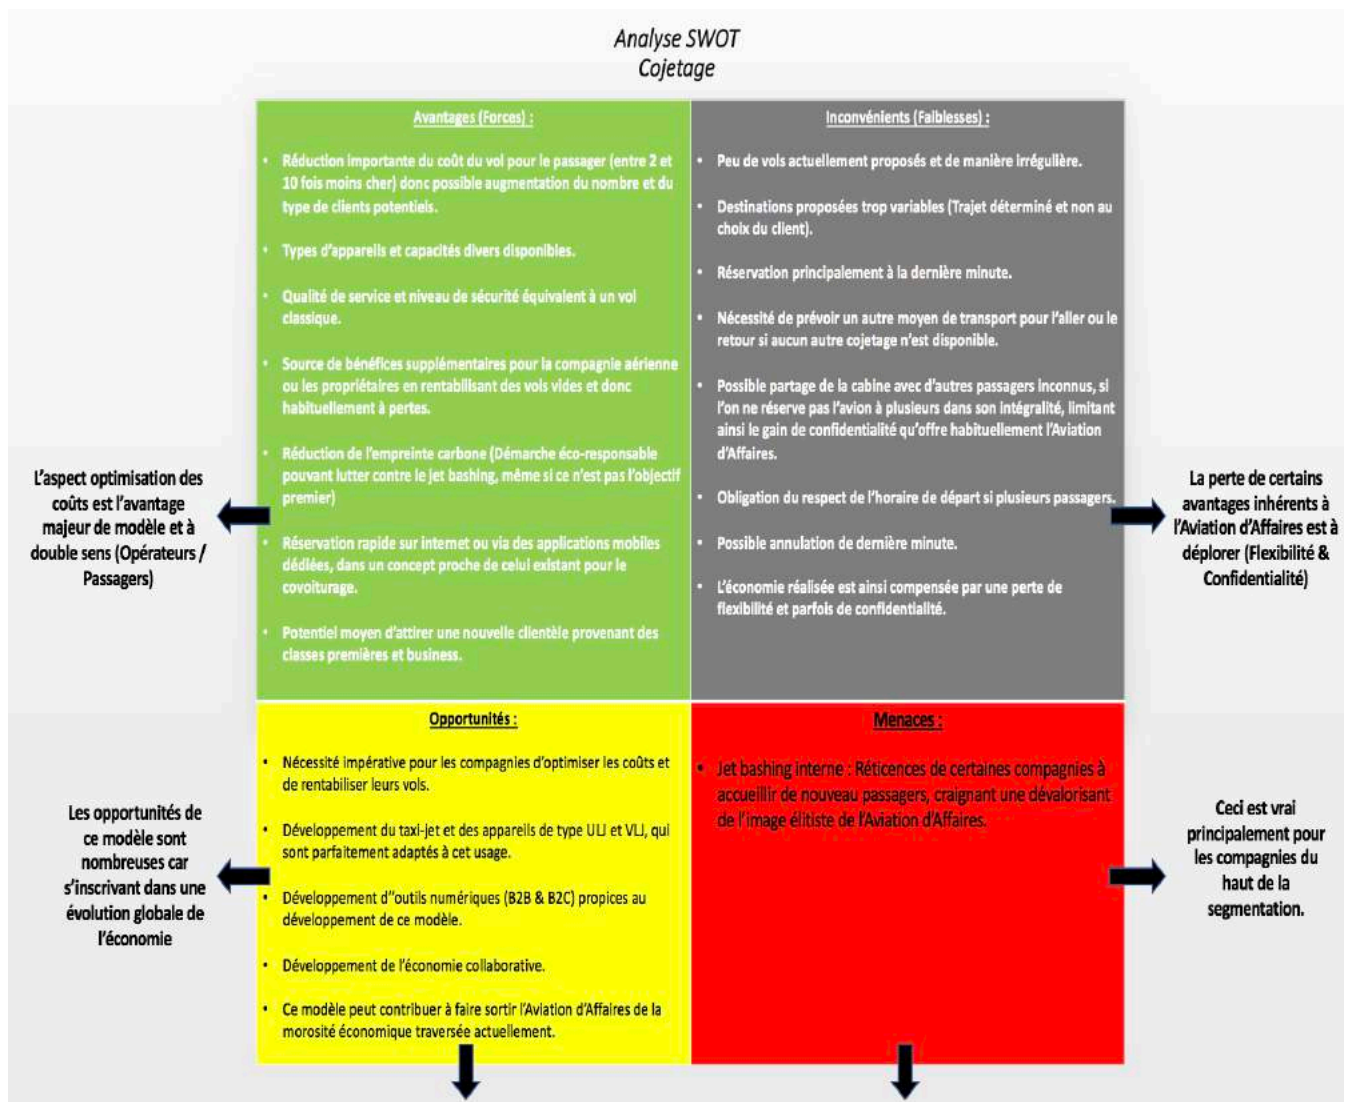 Analyse SWOT
Cojetage
Avantages (Forces) :
• Réduction importante du coût du vol pour le passager (entre 2 et
10 fois moins cher) donc possible augmentation du nombre et du
type de clients potentiels.
• Types d'appareils et capacités divers disponibles.
• Qualité de service et niveau de sécurité équivalent à un vol
classique.
• Source de bénéfices supplémentaires pour la compagnie aérienne
ou les propriétaires en rentabilisant des vols vides et donc
habituellement à pertes.
• Réduction de l'empreinte carbone (Démarche éco-responsable
pouvant lutter contre le jet bashing, même si ce n'est pas l'objectif
premier)
• Réservation rapide sur internet ou via des applications mobiles
dédiées, dans un concept proche de celui existant pour le
covoiturage.
• Potentiel moyen d'attirer une nouvelle clientèle provenant des
classes premières et business.
Inconvénients (Faiblesses) :
• Peu de vols actuellement proposés et de manière irrégulière.
• Destinations proposées trop variables (Trajet déterminé et non au
choix du client).
• Réservation principalement à la dernière minute.
• Nécessité de prévoir un autre moyen de transport pour l'aller ou le
retour si aucun autre cojetage n'est disponible.
• Possible partage de la cabine avec d'autres passagers inconnus, si
l'on ne réserve pas l'avion à plusieurs dans son intégralité, limitant
ainsi le gain de confidentialité qu'offre habituellement l'Aviation
d'Affaires.
• Obligation du respect de l'horaire de départ si plusieurs passagers.
• Possible annulation de dernière minute.
• L'économie réalisée est ainsi compensée par une perte de
flexibilité et parfois de confidentialité.
L'aspect optimisation des
coûts est l'avantage
majeur de modèle et à
double sens (Opérateurs /
Passagers)
La perte de certains
avantages inhérents à
l'Aviation d'Affaires est à
déplorer (Flexibilité &
Confidentialité)
Opportunités :
• Nécessité impérative pour les compagnies d'optimiser les coûts et
de rentabiliser leurs vols.
• Développement du taxi-jet et des appareils de type ULJ et VLJ, qui
sont parfaitement adaptés à cet usage.
• Développement d''outils numériques (B2B & B2C) propices au
développement de ce modèle.
• Développement de l'économie collaborative.
• Ce modèle peut contribuer à faire sortir l'Aviation d'Affaires de la
morosité économique traversée actuellement.
Menaces :
• Jet bashing interne : Réticences de certaines compagnies à
accueillir de nouveau passagers, craignant une dévalorisant
de l'image élitiste de l'Aviation d'Affaires.
Les opportunités de
ce modèle sont
nombreuses car
s'inscrivant dans une
évolution globale de
l'économie
Ceci est vrai
principalement pour
les compagnies du
haut de la
segmentation.